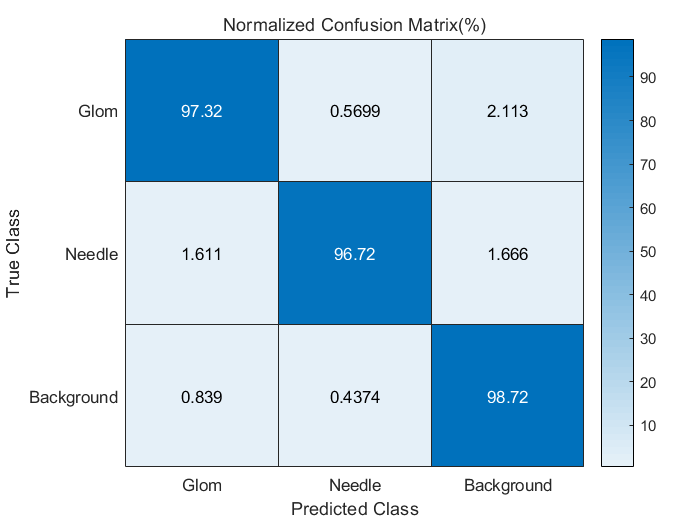 Normalized Confusion Matrix(%)
Glom 97.32 0.5699 2.113
Needle 1.611 96.72 1.666
Background 0.839 0.4374 98.72
Glom Needle Background
Predicted Class
True Class
90
80
70
60
50
40
30
20
10